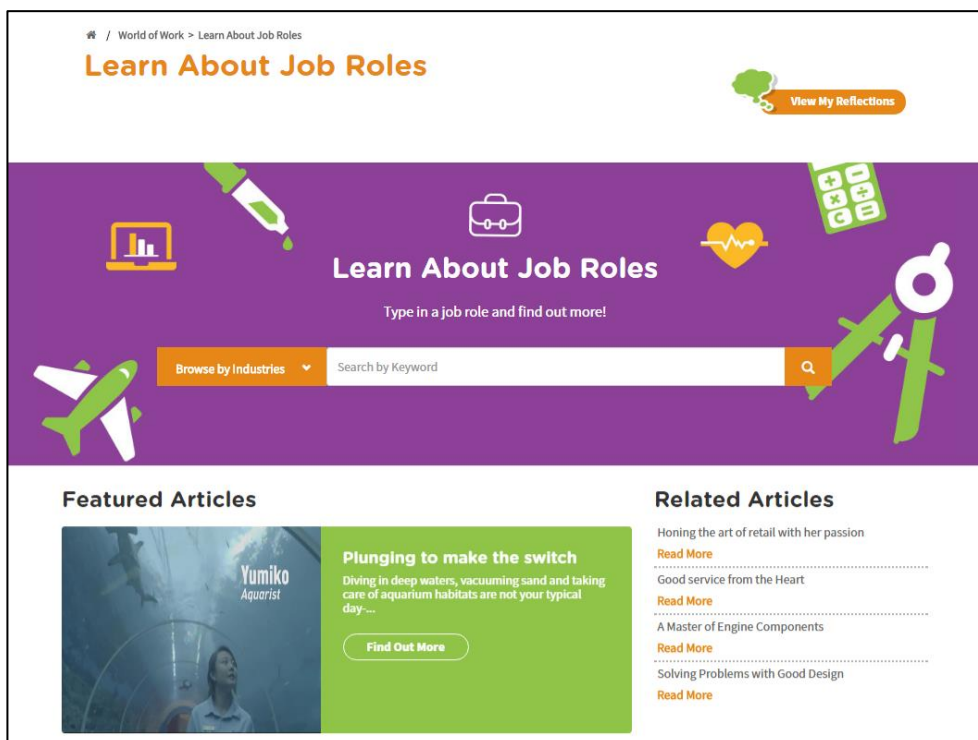 / World of Work > Learn About Job Roles
Learn About Job Roles
View My Reflections
Learn About Job Roles
Type in a job role and find out more!
Browse by Industries
Search by Keyword
Featured Articles
Yumiko
Aquarist
Plunging to make the switch
Diving in deep waters, vacuuming sand and taking
care of aquarium habitats are not your typical
day-...
Find Out More
Related Articles
Honing the art of retail with her passion
Read More
Good service from the Heart
Read More
A Master of Engine Components
Read More
Solving Problems with Good Design
Read More